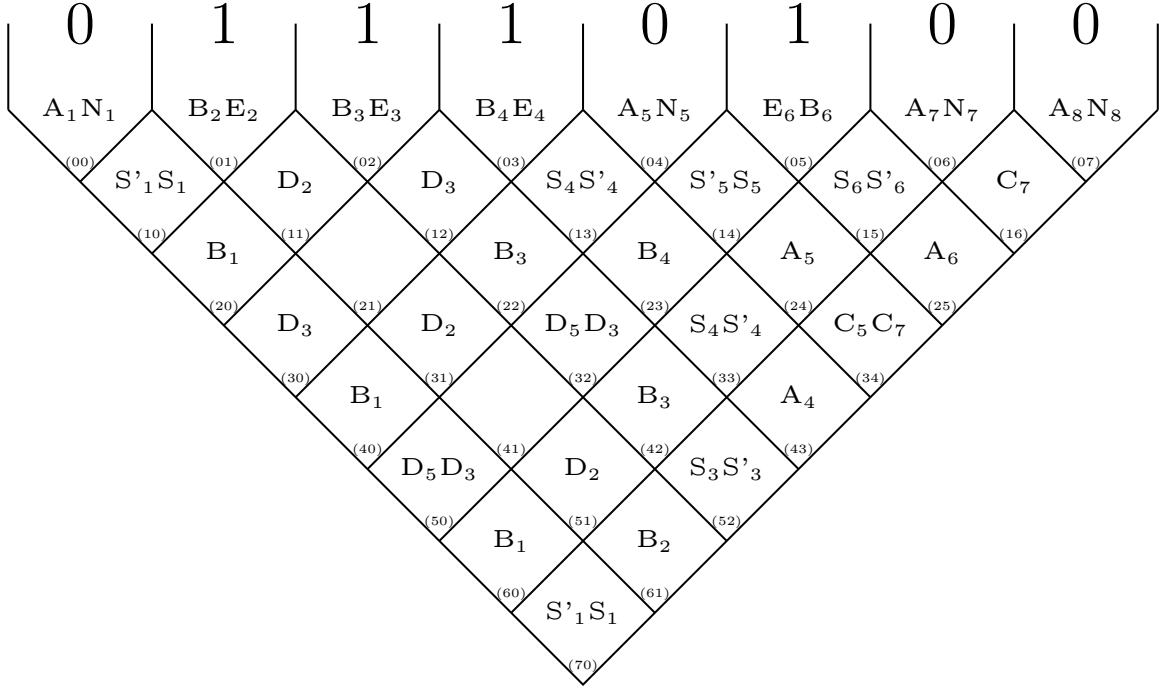 0 1 1 1 0 1 0 0
A₁N₁ B₂E₂ B₃E₃ B₄E₄ A₅N₅ E₆B₆ A₇N₇ A₈N₈
(00) (01) (02) (03) (04) (05) (06) (07)
S'₁S₁ D₂ D₃ S₄S'₄ S'₅S₅ S₆S'₆ C₇
(10) (11) (12) (13) (14) (15) (16)
B₁ B₃ B₄ A₅ A₆
(20) (21) (22) (23) (24) (25)
D₃ D₂ D₅D₃ S₄S'₄ C₅C₇
(30) (31) (32) (33) (34)
B₁ B₃ A₄
(40) (41) (42) (43)
D₅D₃ D₂ S₃S'₃
(50) (51) (52)
B₁ B₂
(60) (61)
S'₁S₁
(70)